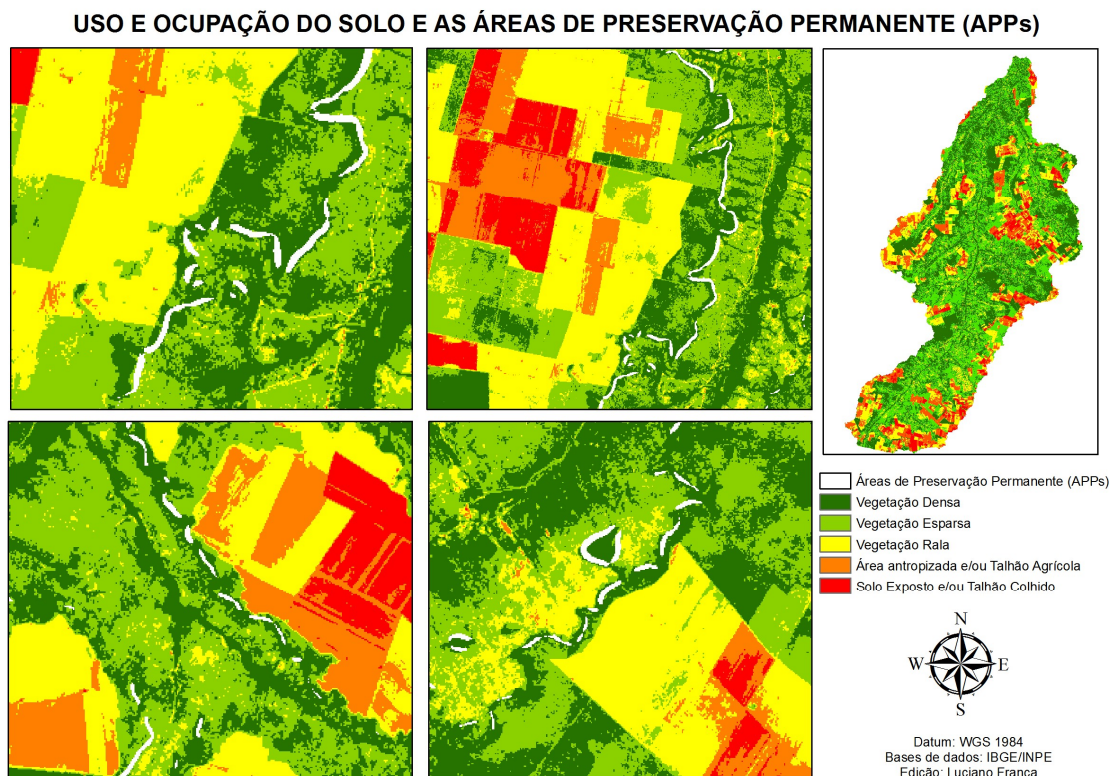 USO E OCUPAÇÃO DO SOLO E AS ÁREAS DE PRESERVAÇÃO PERMANENTE (APPs)
Áreas de Preservação Permanente (APPs)
Vegetação Densa
Vegetação Esparsa
Vegetação Rala
Área antropizada e/ou Talhão Agrícola
Solo Exposto e/ou Talhão Colhido
N
W E
S
Datum: WGS 1984
Bases de dados: IBGE/INPE
Edição: Luciano França